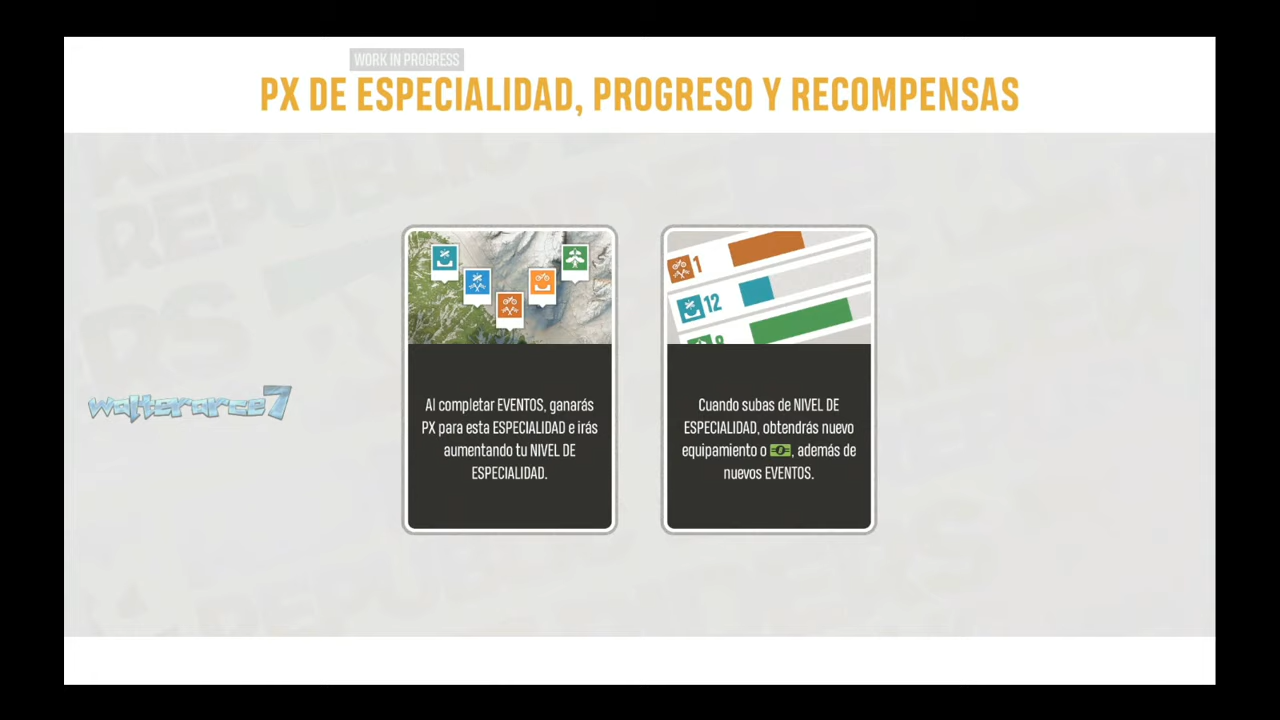 WORK IN PROGRESS
PX DE ESPECIALIDAD, PROGRESO Y RECOMPENSAS
REPUBLIC
1
12
walterarce7
Al completar EVENTOS, ganarás
PX para esta ESPECIALIDAD e irás
aumentando tu NIVEL DE
ESPECIALIDAD.
Cuando subas de NIVEL DE
ESPECIALIDAD, obtendrás nuevo
equipamiento o , además de
nuevos EVENTOS.